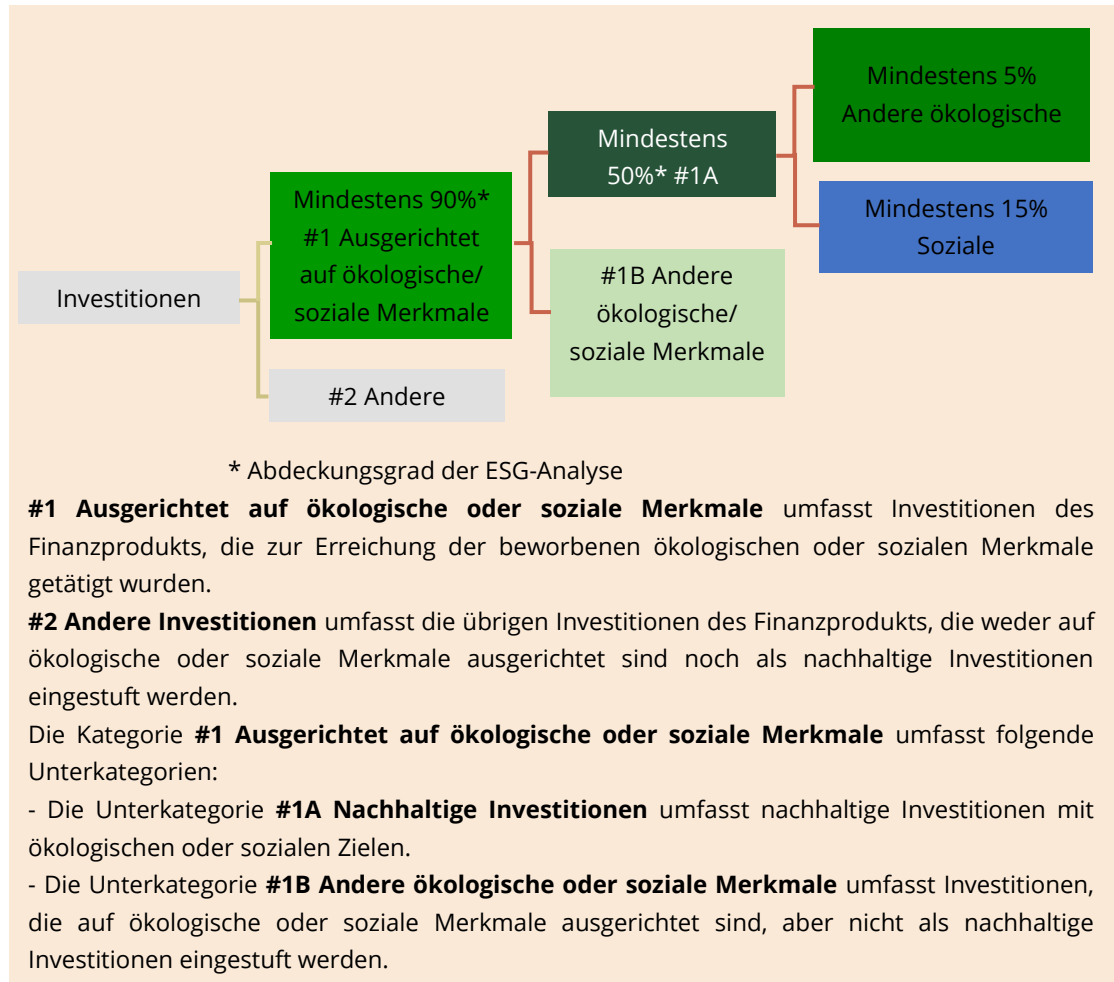 Investitionen
Mindestens 90%*
#1 Ausgerichtet
auf ökologische/
soziale Merkmale
#2 Andere
Mindestens
50%* #1A
#1B Andere
ökologische/
soziale Merkmale
Mindestens 5%
Andere ökologische
Mindestens 15%
Soziale
* Abdeckungsgrad der ESG-Analyse
#1 Ausgerichtet auf ökologische oder soziale Merkmale umfasst Investitionen des
Finanzprodukts, die zur Erreichung der beworbenen ökologischen oder sozialen Merkmale
getätigt wurden.
#2 Andere Investitionen umfasst die übrigen Investitionen des Finanzprodukts, die weder auf
ökologische oder soziale Merkmale ausgerichtet sind noch als nachhaltige Investitionen
eingestuft werden.
Die Kategorie #1 Ausgerichtet auf ökologische oder soziale Merkmale umfasst folgende
Unterkategorien:
- Die Unterkategorie #1A Nachhaltige Investitionen umfasst nachhaltige Investitionen mit
ökologischen oder sozialen Zielen.
- Die Unterkategorie #1B Andere ökologische oder soziale Merkmale umfasst Investitionen,
die auf ökologische oder soziale Merkmale ausgerichtet sind, aber nicht als nachhaltige
Investitionen eingestuft werden.